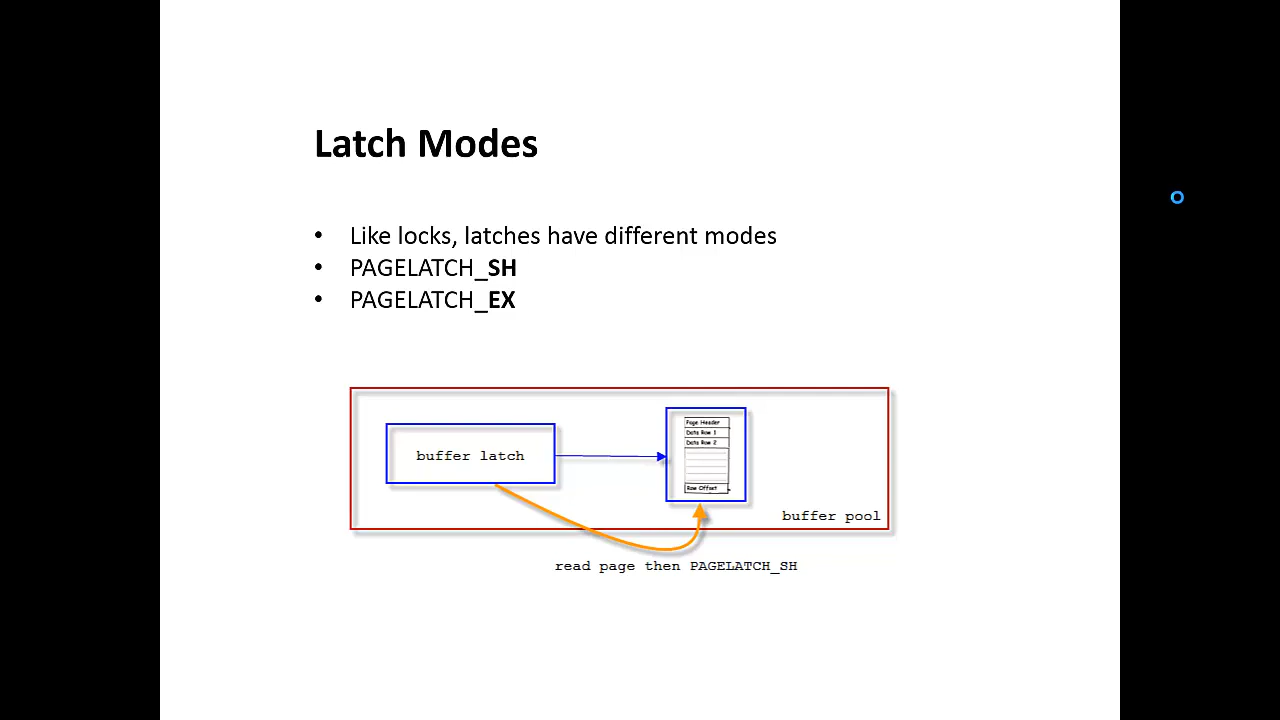 Latch Modes
• Like locks, latches have different modes
• PAGELATCH_SH
• PAGELATCH_EX
buffer latch
Page Header
Data Row 1
Data Row 2
Row Offset
buffer pool
read page then PAGELATCH_SH